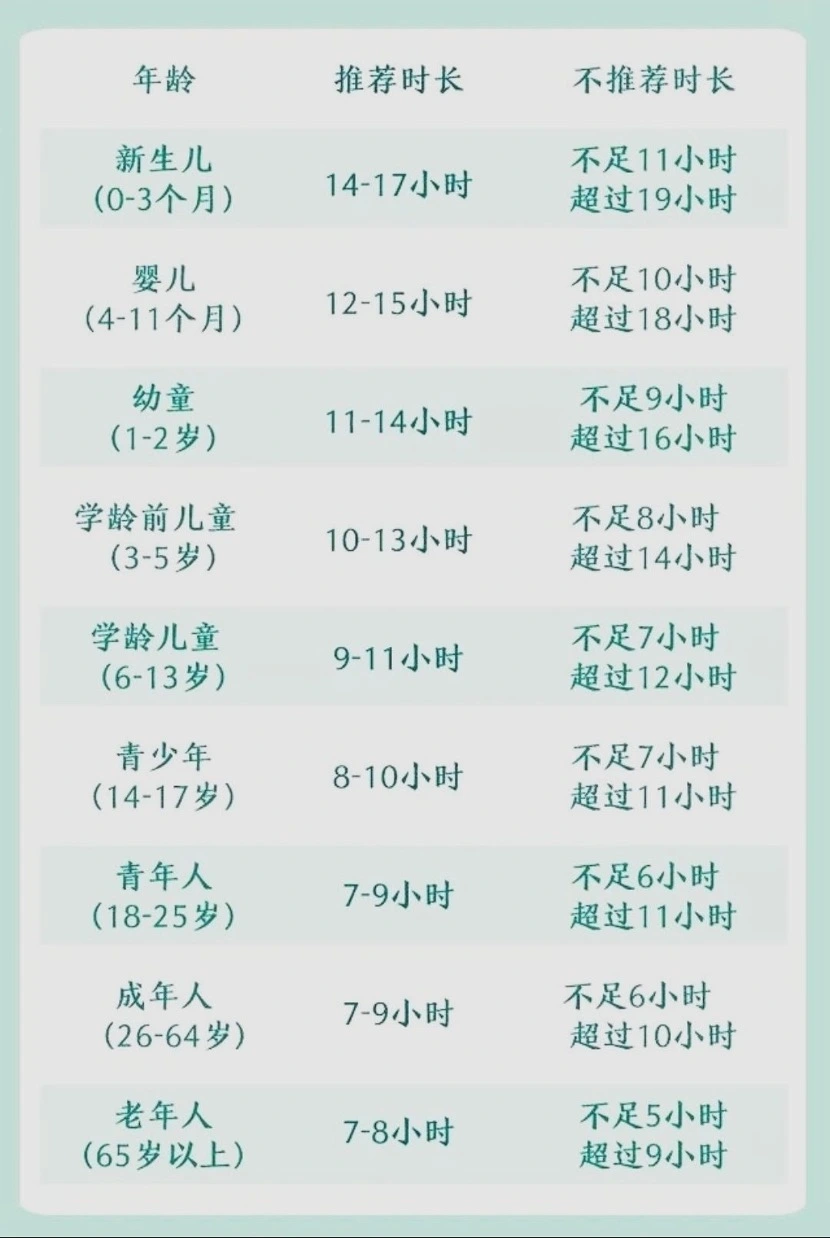 年龄 推荐时长 不推荐时长
新生儿
(0-3个月)
14-17小时
不足11小时
超过19小时
婴儿
(4-11个月)
12-15小时
不足10小时
超过18小时
幼童
(1-2岁)
11-14小时
不足9小时
超过16小时
学龄前儿童
(3-5岁)
10-13小时
不足8小时
超过14小时
学龄儿童
(6-13岁)
9-11小时
不足7小时
超过12小时
青少年
(14-17岁)
8-10小时
不足7小时
超过11小时
青年人
(18-25岁)
7-9小时
不足6小时
超过11小时
成年人
(26-64岁)
7-9小时
不足6小时
超过10小时
老年人
(65岁以上)
7-8小时
不足5小时
超过9小时